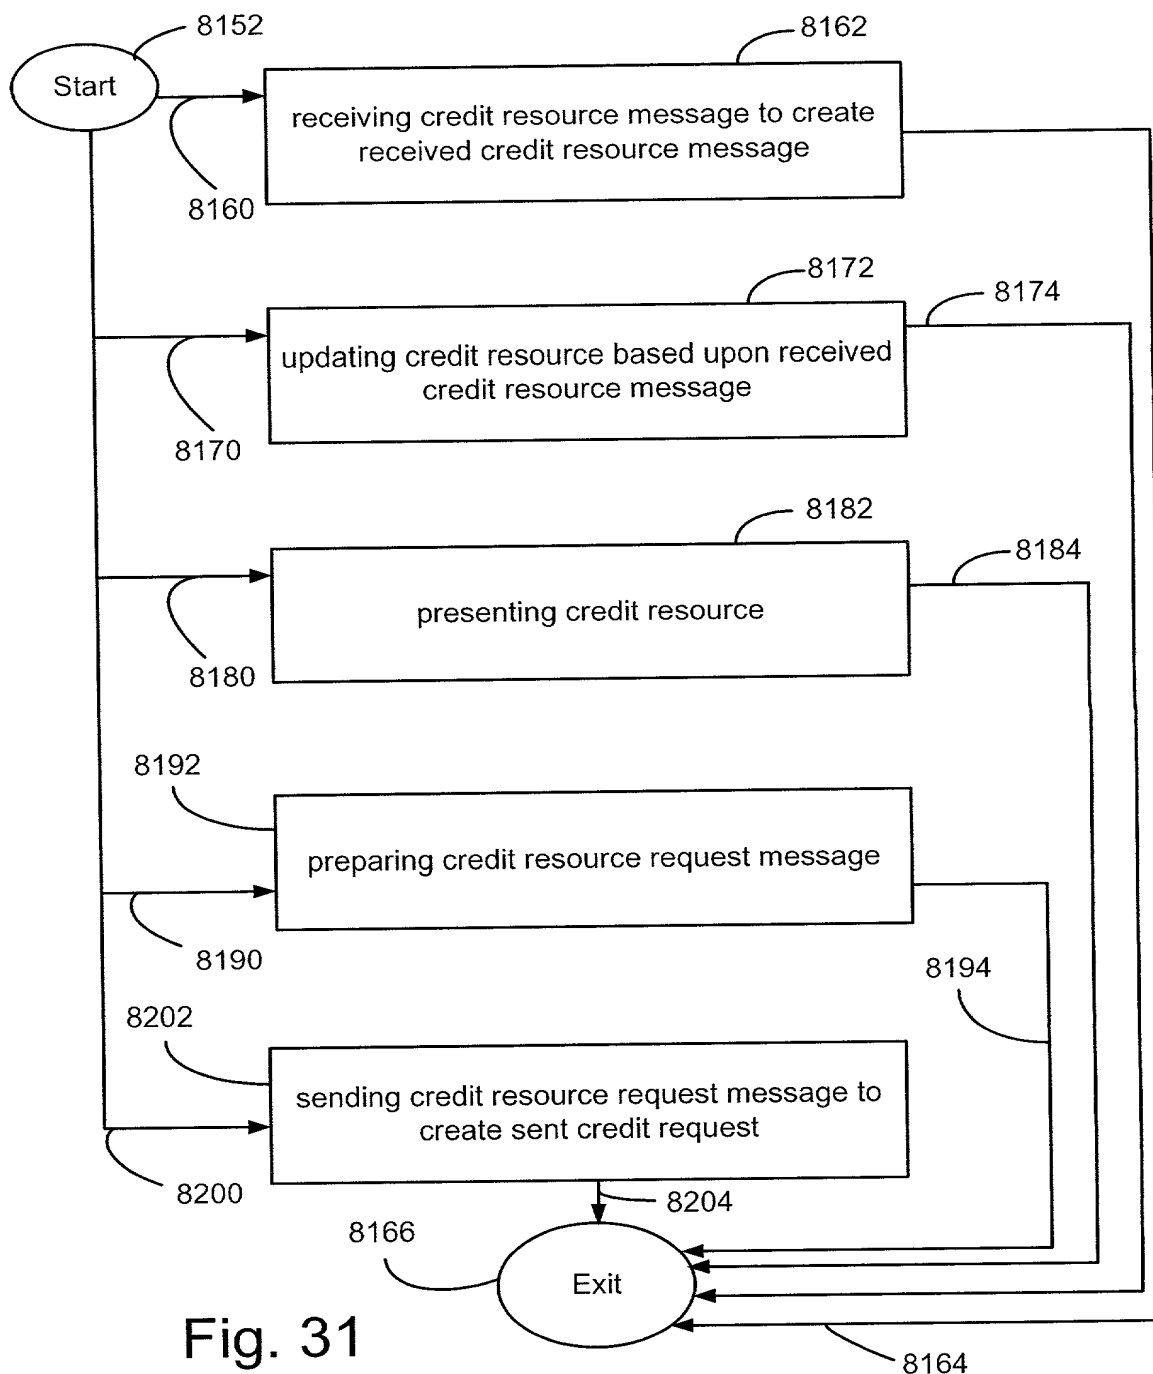 8152
Start
8162
receiving credit resource message to create
received credit resource message
8160
8172
8174
updating credit resource based upon received
credit resource message
8170
8182
8184
presenting credit resource
8180
8192
preparing credit resource request message
8190
8194
8202
sending credit resource request message to
create sent credit request
8200
8204
8166
Exit
Fig. 31
8164